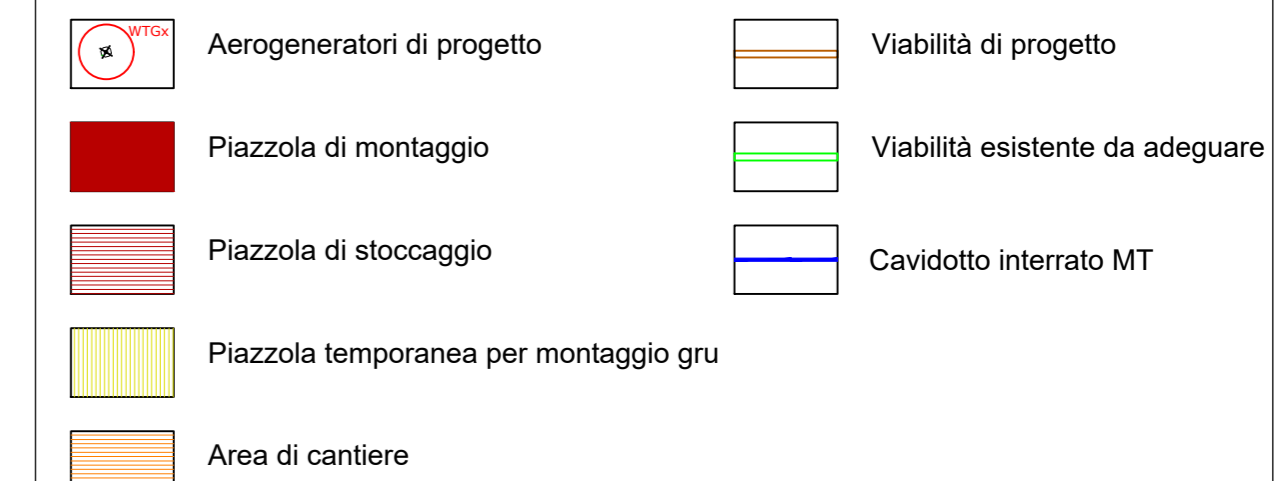 WTGx
Aerogeneratori di progetto
Piazzola di montaggio
Piazzola di stoccaggio
Piazzola temporanea per montaggio gru
Area di cantiere
Viabilità di progetto
Viabilità esistente da adeguare
Cavidotto interrato MT